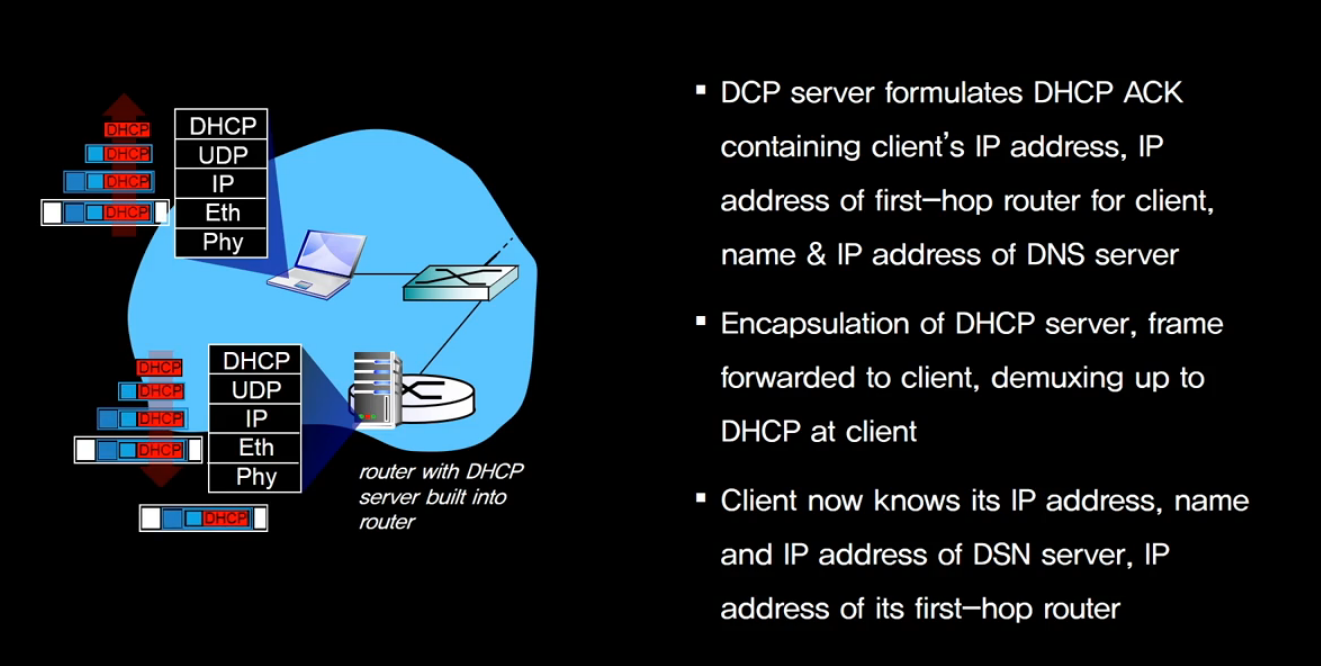 DHCP
DHCP
DHCP
DHCP
DHCP
UDP
IP
Eth
Phy
DHCP
DHCP
DHCP
DHCP
DHCP
DHCP
UDP
IP
Eth
Phy
router with DHCP
server built into
router
▪ DCP server formulates DHCP ACK
containing client's IP address, IP
address of first-hop router for client,
name & IP address of DNS server
▪ Encapsulation of DHCP server, frame
forwarded to client, demuxing up to
DHCP at client
▪ Client now knows its IP address, name
and IP address of DSN server, IP
address of its first-hop router